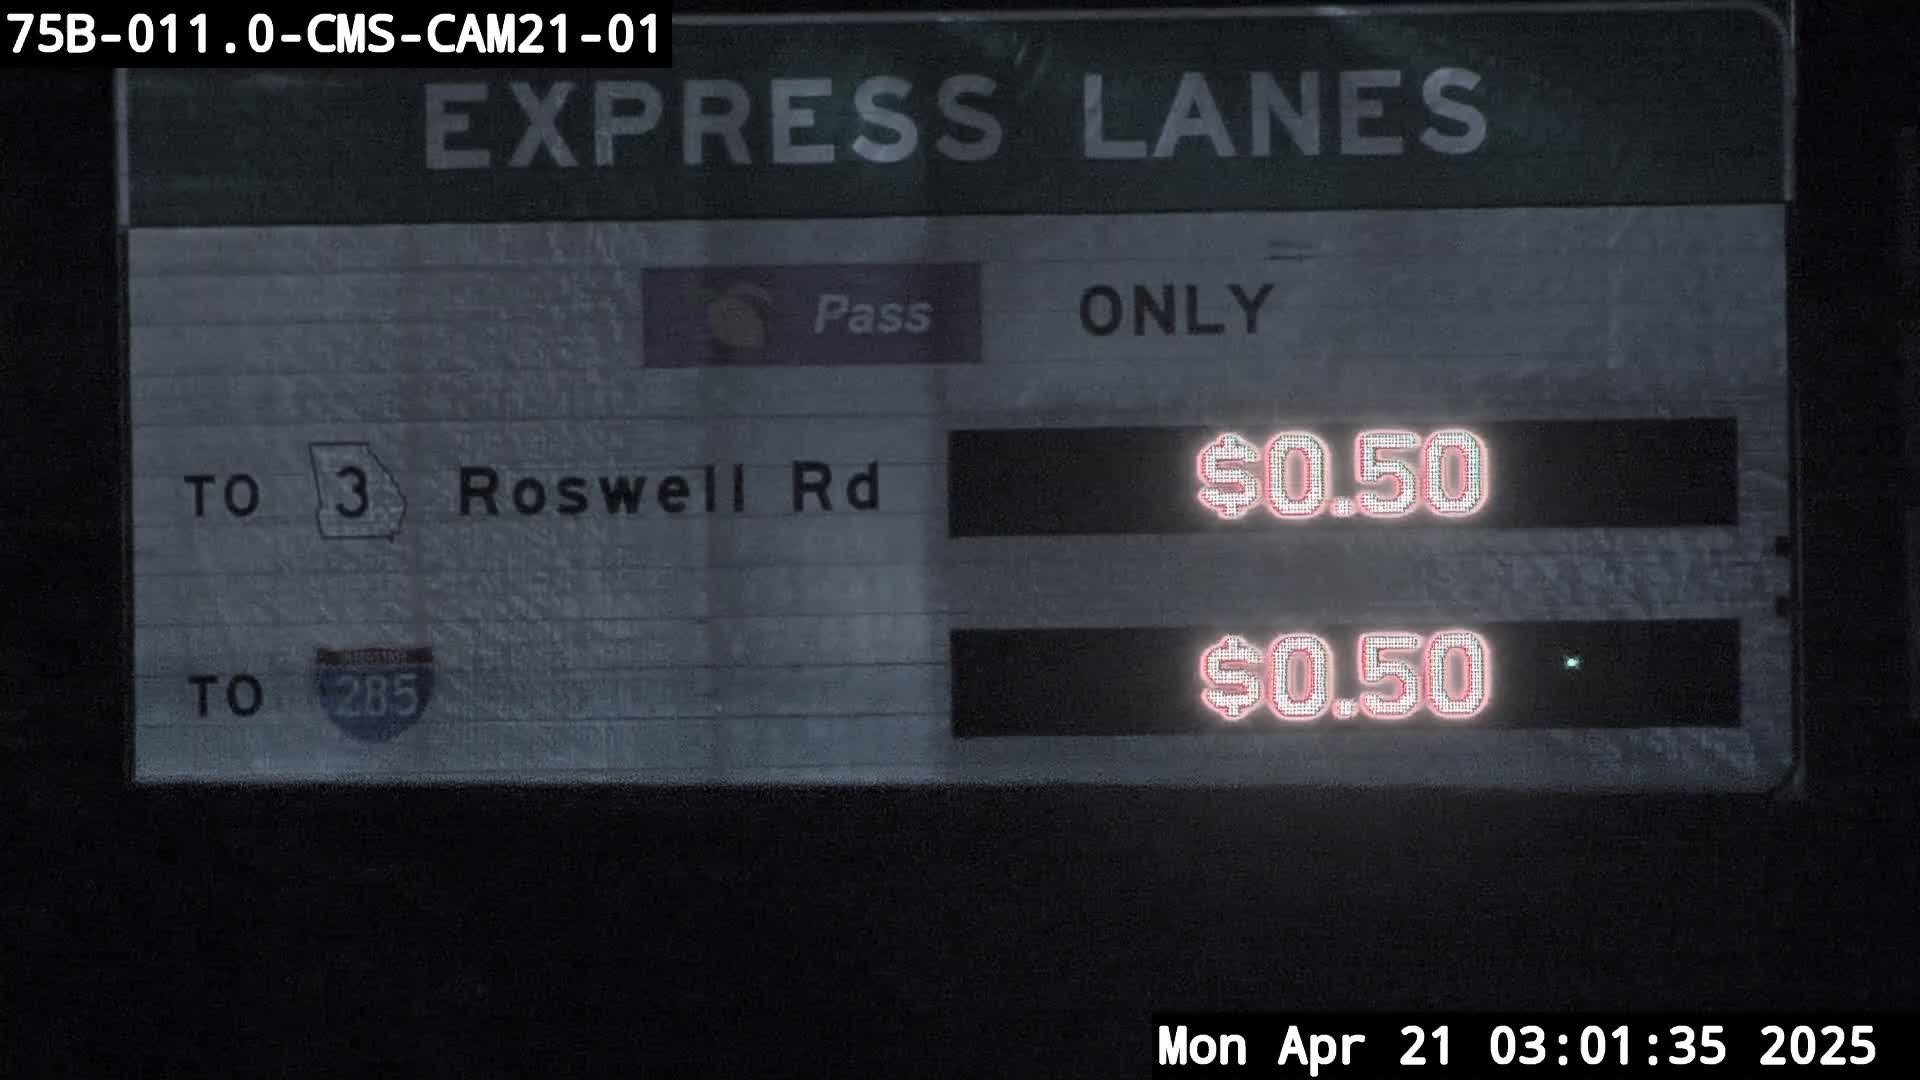 75B-011.0-CMS-CAM21-01
EXPRESS LANES
Pass ONLY
TO 3 Roswell Rd $0.50
TO 285 $0.50
Mon Apr 21 03:01:35 2025